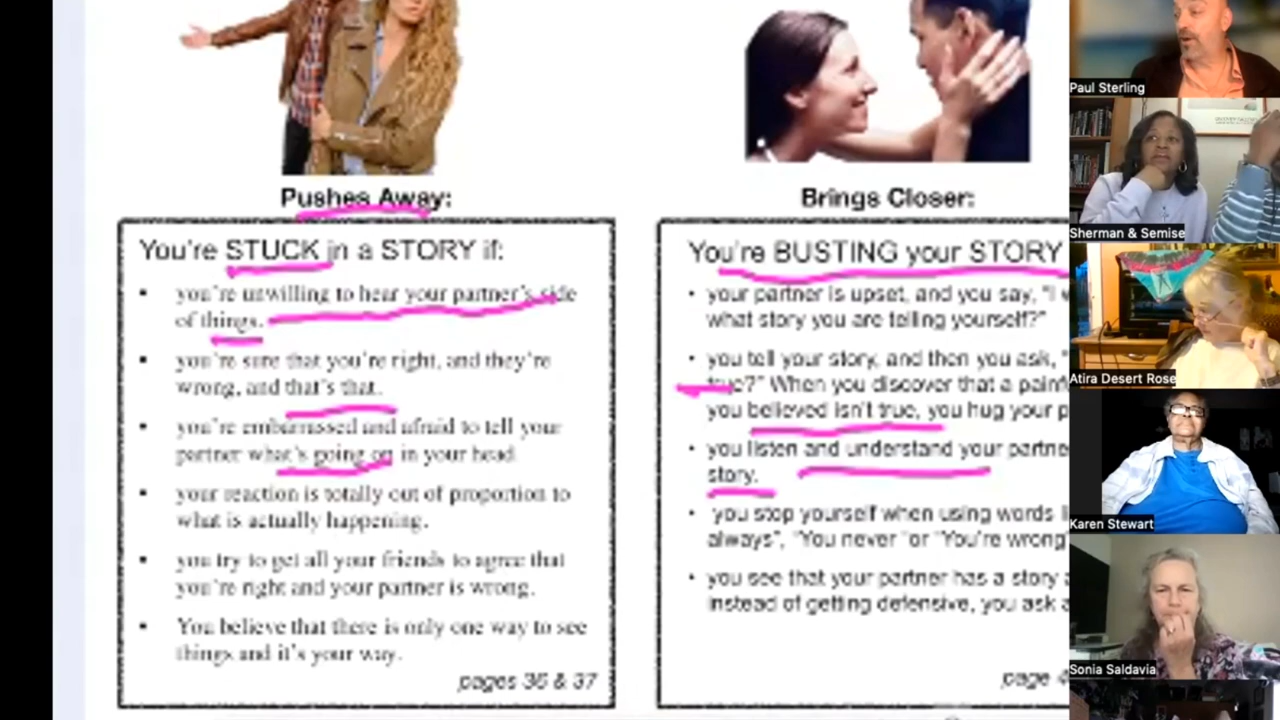 Pushes Away:
You're STUCK in a STORY if:
• you're unwilling to hear your partner's side
of things.
• you're sure that you're right, and they're
wrong, and that's that.
• you're embarrassed and afraid to tell your
partner what's going on in your head
• your reaction is totally out of proportion to
what is actually happening.
• you try to get all your friends to agree that
you're right and your partner is wrong.
• You believe that there is only one way to see
things and it's your way.
pages 36 & 37
Brings Closer:
You're BUSTING your STORY
• your partner is upset, and you say, "I
what story you are telling yourself?"
• you tell your story, and then you ask, "
true?" When you discover that a
you believed isn't true, you hug your
• you listen and understand your
story.
• you stop yourself when using words
always", "You never "or "You're wrong
• you see that your partner has a story
instead of getting defensive, you ask
page
Paul Sterling
Sherman & Semise
Atira Desert Rose
Karen Stewart
Sonia Saldavia